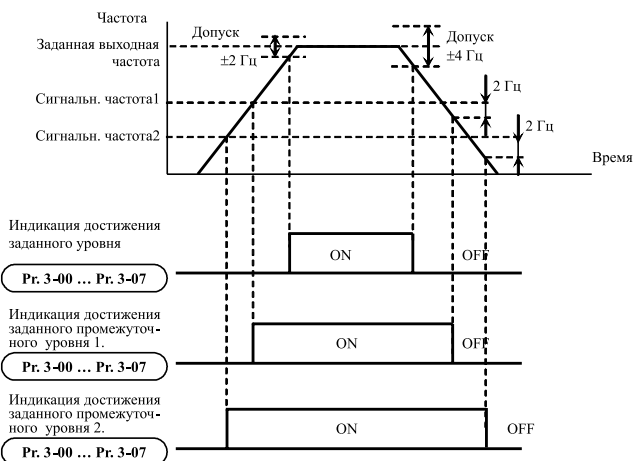 Частота
Допуск
±2 Гц
Допуск
±4 Гц
Заданная выходная
частота
Сигнальн. частота1
2 Гц
Сигнальн. частота2
2 Гц
Время
Индикация достижения
заданного уровня
ON
OFF
Pr. 3-00 ... Pr. 3-07
Индикация достижения
заданного промежуточ-
ного уровня 1.
ON
OFF
Pr. 3-00 ... Pr. 3-07
Индикация достижения
заданного промежуточ-
ного уровня 2.
ON
OFF
Pr. 3-00 ... Pr. 3-07